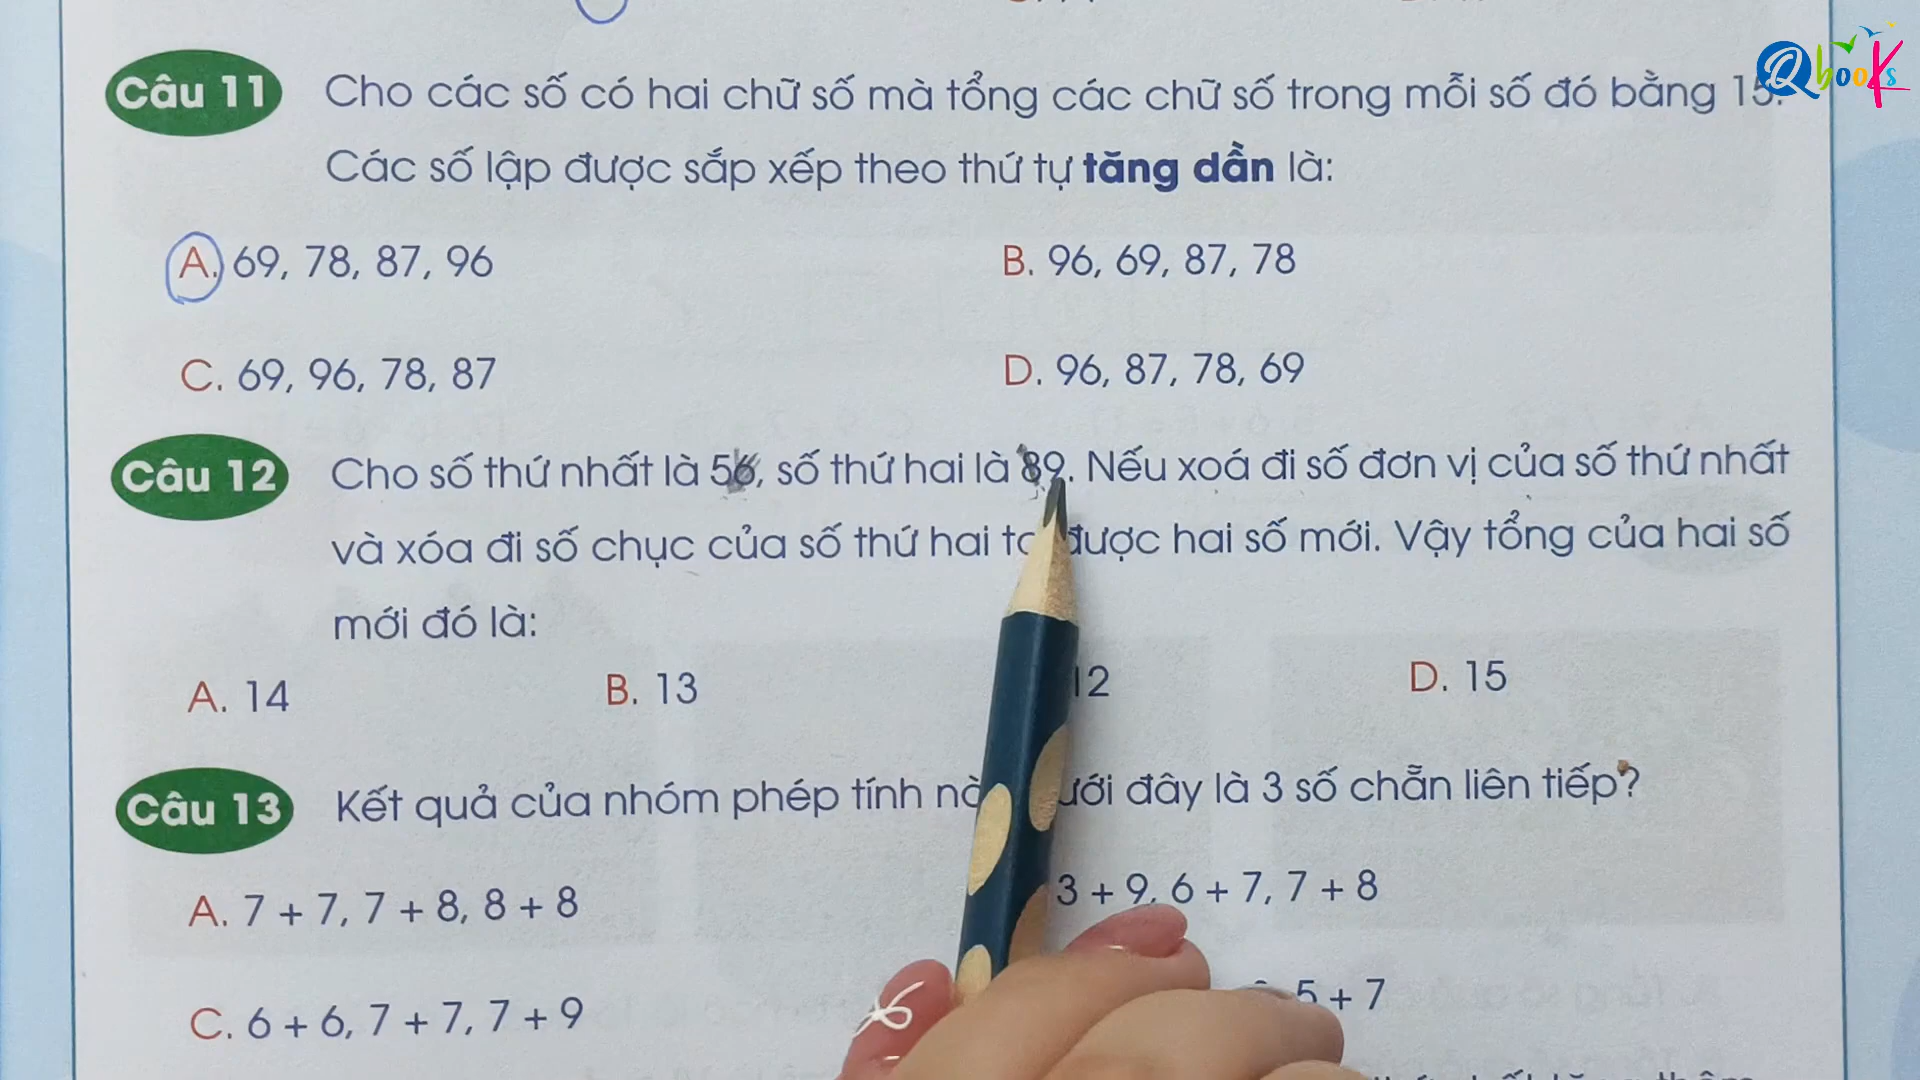 Qbooks
Câu 11 Cho các số có hai chữ số mà tổng các chữ số trong mỗi số đó bằng 15.
Các số lập được sắp xếp theo thứ tự tăng dần là:
A. 69, 78, 87, 96
B. 96, 69, 87, 78
C. 69, 96, 78, 87
D. 96, 87, 78, 69
Câu 12 Cho số thứ nhất là 56, số thứ hai là 89. Nếu xoá đi số đơn vị của số thứ nhất
và xóa đi số chục của số thứ hai ta được hai số mới. Vậy tổng của hai số
mới đó là:
A. 14
B. 13
12
D. 15
Câu 13 Kết quả của nhóm phép tính nào dưới đây là 3 số chẵn liên tiếp?
A. 7 + 7, 7 + 8, 8 + 8
3 + 9, 6 + 7, 7 + 8
C. 6 + 6, 7 + 7, 7 + 9
5 + 7